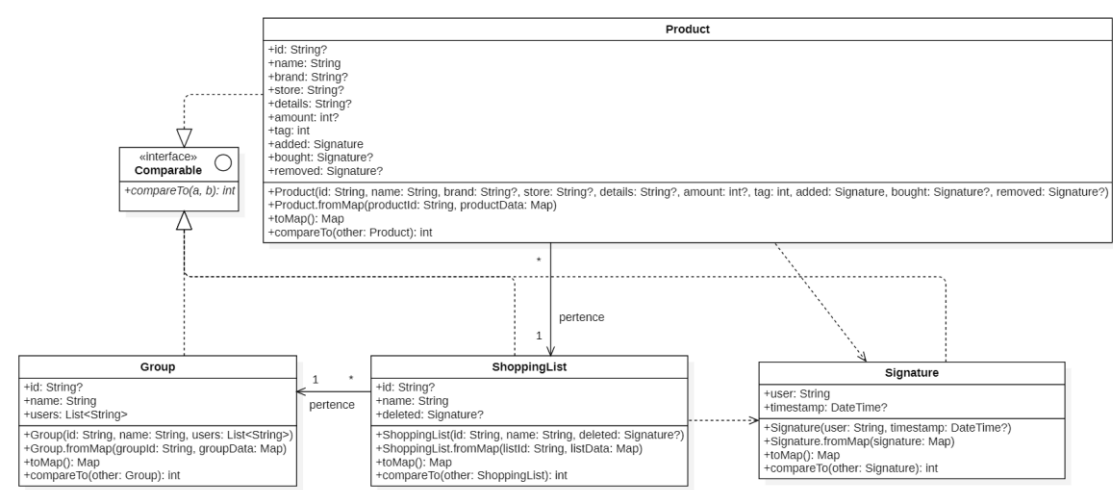 Product
+id: String?
+name: String
+brand: String?
+store: String?
+details: String?
+amount: int?
+tag: int
+added: Signature
+bought: Signature?
+removed: Signature?
+Product(id: String, name: String, brand: String?, store: String?, details: String?, amount: int?, tag: int, added: Signature, bought: Signature?, removed: Signature?)
+Product.fromMap(productId: String, productData: Map)
+toMap(): Map
+compareTo(other: Product): int
«interface»
Comparable
+compareTo(a, b): int
*
pertence
1
Group
+id: String?
+name: String
+users: List<String>
+Group(id: String, name: String, users: List<String>)
+Group.fromMap(groupId: String, groupData: Map)
+toMap(): Map
+compareTo(other: Group): int
1 *
pertence
ShoppingList
+id: String?
+name: String
+deleted: Signature?
+ShoppingList(id: String, name: String, deleted: Signature?)
+ShoppingList.fromMap(listId: String, listData: Map)
+toMap(): Map
+compareTo(other: ShoppingList): int
Signature
+user: String
+timestamp: DateTime?
+Signature(user: String, timestamp: DateTime?)
+Signature.fromMap(signature: Map)
+toMap(): Map
+compareTo(other: Signature): int